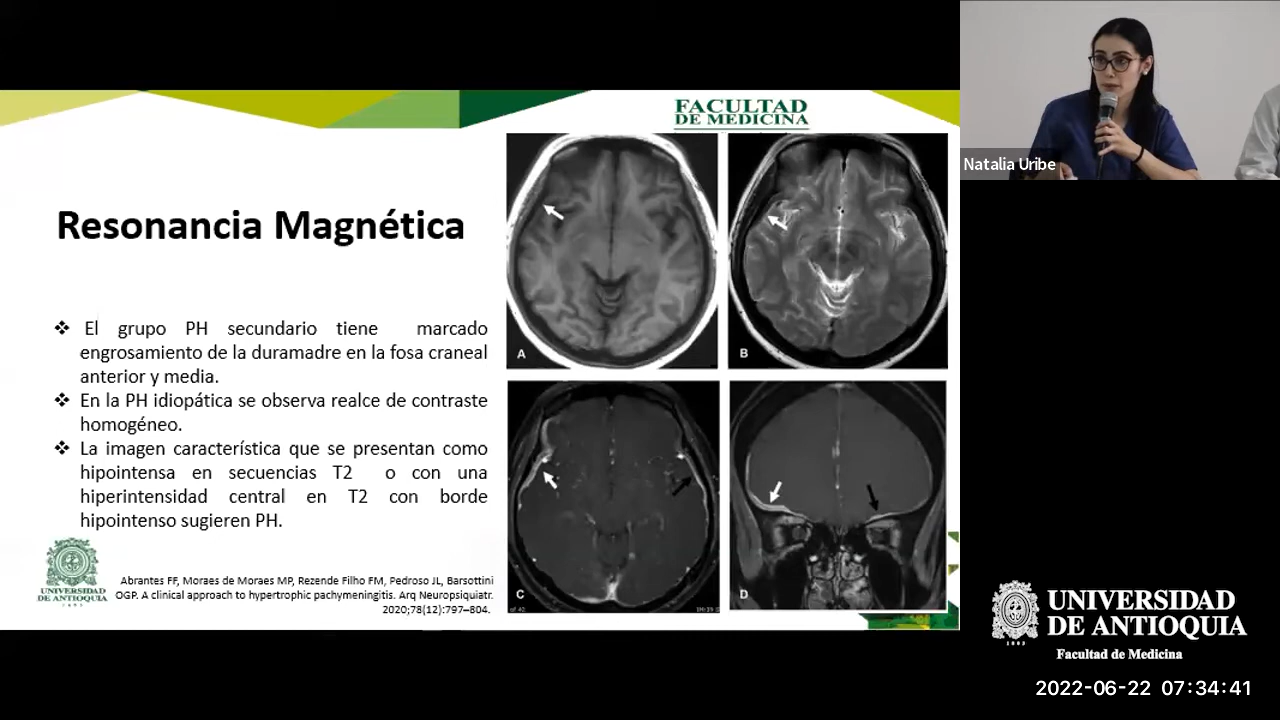 FACULTAD
DE MEDICINA
Resonancia Magnética
❖ El grupo PH secundario tiene marcado
engrosamiento de la duramadre en la fosa craneal
anterior y media.
❖ En la PH idiopática se observa realce de contraste
homogéneo.
❖ La imagen característica que se presentan como
hipointensa en secuencias T2 o con una
hiperintensidad central en T2 con borde
hipointenso sugieren PH.
UNIVERSIDAD
DE ANTIOQUIA
Abrantes FF, Moraes de Moraes MP, Rezende Filho FM, Pedroso JL, Barsottini
OGP. A clinical approach to hypertrophic pachymeningitis. Arq Neuropsiquiatr.
2020;78(12):797–804.
A
B
C
D
Natalia Uribe
UNIVERSIDAD
DE ANTIOQUIA
1803
Facultad de Medicina
2022-06-22 07:34:41